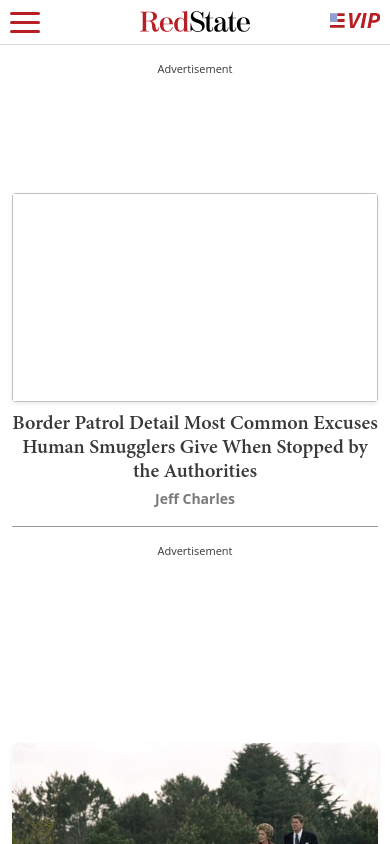 RedState
VIP
Advertisement
Border Patrol Detail Most Common Excuses
Human Smugglers Give When Stopped by
the Authorities
Jeff Charles
Advertisement